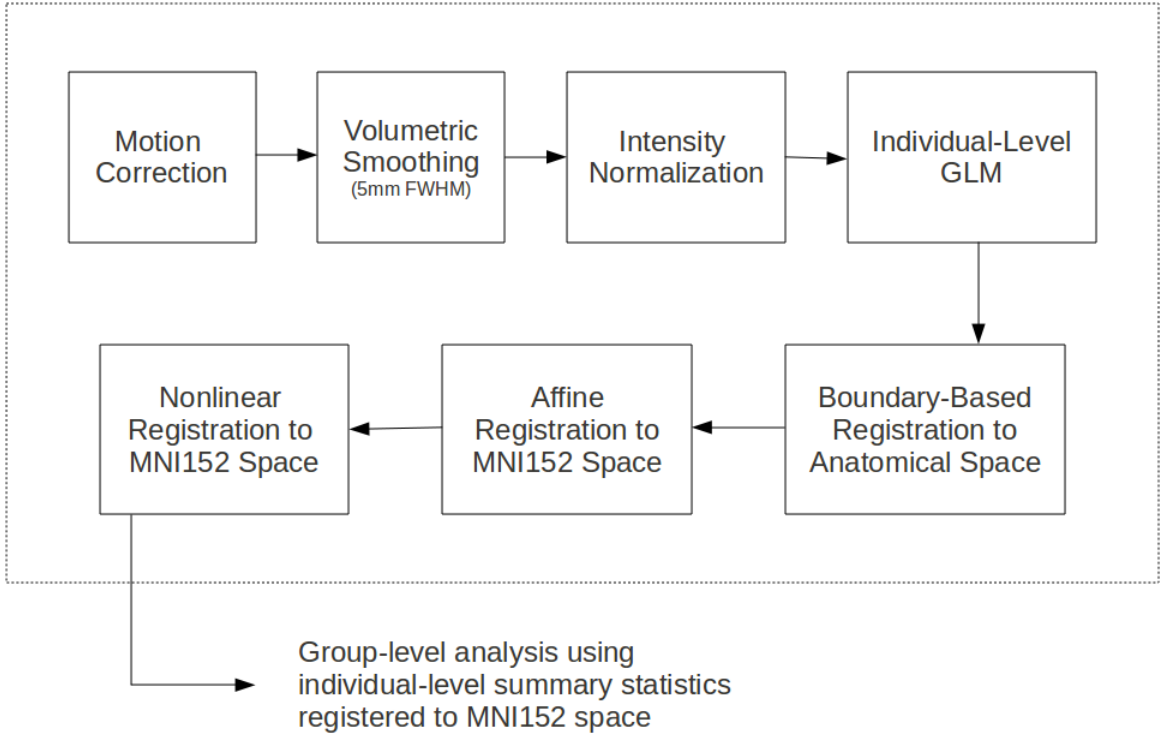 Motion
Correction
Volumetric
Smoothing
(5mm FWHM)
Intensity
Normalization
Individual-Level
GLM
Boundary-Based
Registration to
Anatomical Space
Affine
Registration to
MNI152 Space
Nonlinear
Registration to
MNI152 Space
Group-level analysis using
individual-level summary statistics
registered to MNI152 space